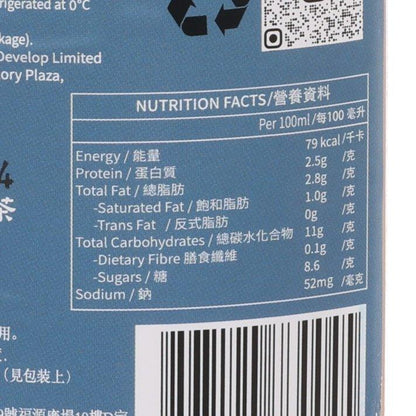 rigerated at 0°C
kage).
Develop Limited
ory Plaza,
NUTRITION FACTS/營養資料
Per 100ml/每100 毫升
Energy / 能量 79 kcal/千卡
Protein / 蛋白質 2.5g /克
Total Fat / 總脂肪 2.8g /克
-Saturated Fat / 飽和脂肪 1.0g /克
-Trans Fat / 反式脂肪 0g /克
Total Carbohydrates / 總碳水化合物 11g /克
-Dietary Fibre 膳食纖維 0.1g /克
-Sugars / 糖 8.6 /克
Sodium / 鈉 52mg /毫克
4
茶
用。
(見包裝上)